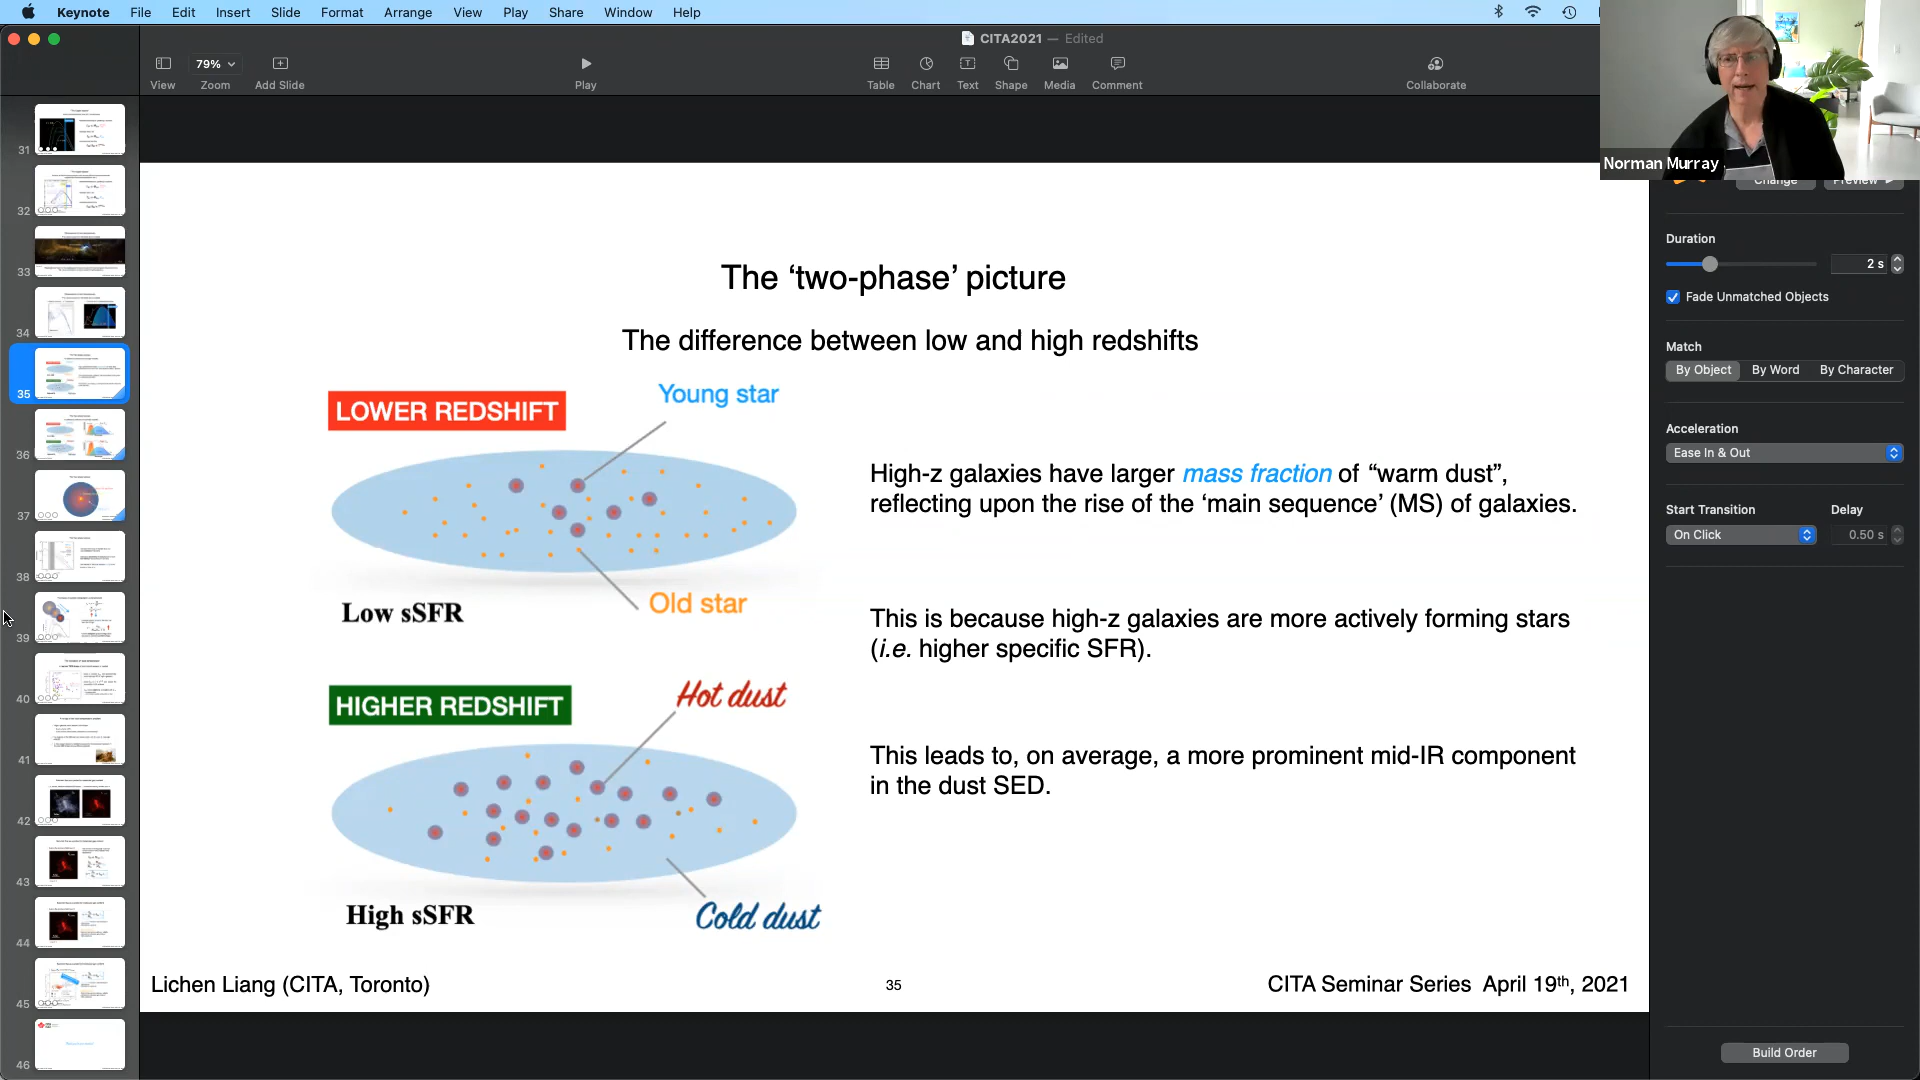 Keynote File Edit Insert Slide Format Arrange View Play Share Window Help
CITA2021 — Edited
79%
View Zoom Add Slide Play Table Chart Text Shape Media Comment Collaborate
Norman Murray
Change Preview
31
32
33
34
35
36
37
38
39
40
41
42
43
44
45
46
The ‘two-phase’ picture
The difference between low and high redshifts
LOWER REDSHIFT
Young star
Old star
Low sSFR
HIGHER REDSHIFT
Hot dust
Cold dust
High sSFR
High-z galaxies have larger mass fraction of “warm dust”,
reflecting upon the rise of the ‘main sequence’ (MS) of galaxies.
This is because high-z galaxies are more actively forming stars
(i.e. higher specific SFR).
This leads to, on average, a more prominent mid-IR component
in the dust SED.
Lichen Liang (CITA, Toronto)
35
CITA Seminar Series April 19th, 2021
Duration
2 s
Fade Unmatched Objects
Match
By Object By Word By Character
Acceleration
Ease In & Out
Start Transition Delay
On Click 0.50 s
Build Order